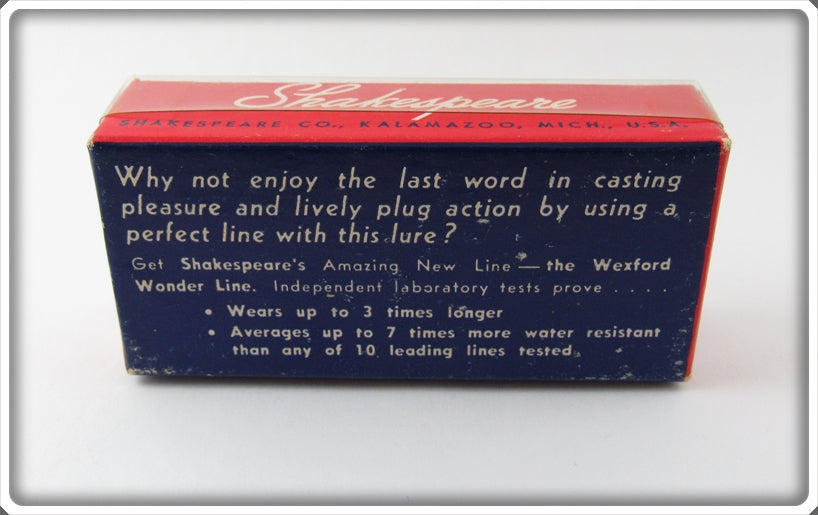 Shakespeare
SHAKESPEARE CO., KALAMAZOO, MICH., U.S.A.
Why not enjoy the last word in casting
pleasure and lively plug action by using a
perfect line with this lure?
Get Shakespeare's Amazing New Line — the Wexford
Wonder Line. Independent laboratory tests prove . . . .
• Wears up to 3 times longer
• Averages up to 7 times more water resistant
than any of 10 leading lines tested.